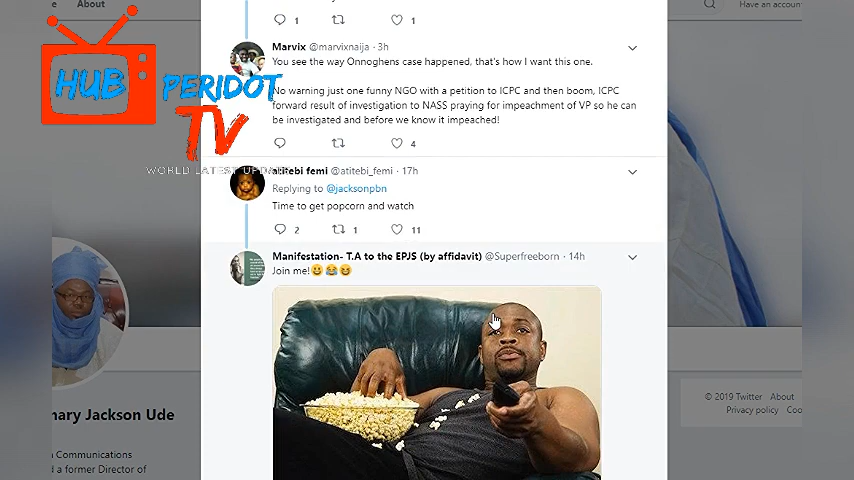 About
Have an account
1 1
HUB PERIDOT
TV
WORLD LATEST UPDATE
Marvix @marvixnaija · 3h
You see the way Onnoghens case happened, that's how I want this one.
No warning just one funny NGO with a petition to ICPC and then boom, ICPC
forward result of investigation to NASS praying for impeachment of VP so he can
be investigated and before we know it impeached!
4
atitebi femi @atitebi_femi · 17h
Replying to @jacksonpbn
Time to get popcorn and watch
2 1 11
Manifestation- T.A to the EPJS (by affidavit) @Superfreeborn · 14h
Join me!😃😂😆
© 2019 Twitter About
Privacy policy Coo
nary Jackson Ude
Communications
d a former Director of